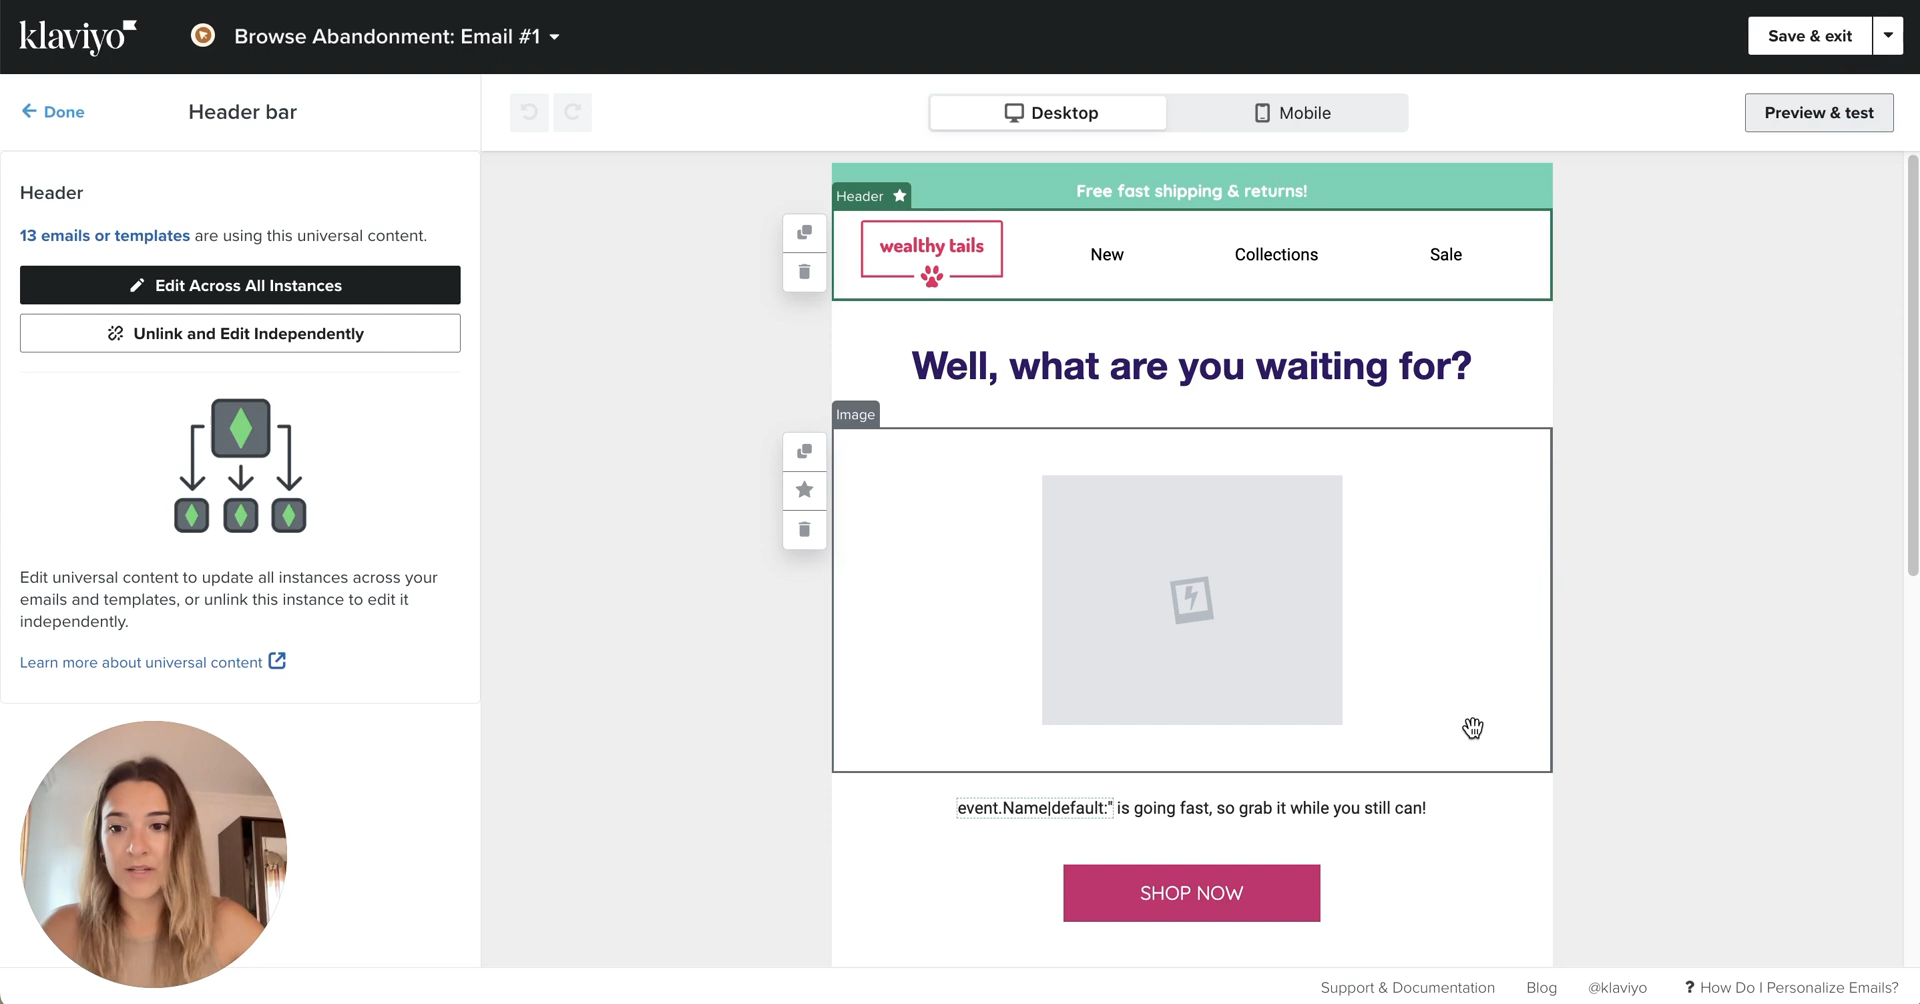 klaviyo
Browse Abandonment: Email #1
Save & exit
Done
Header bar
Desktop
Mobile
Preview & test
Header
13 emails or templates are using this universal content.
Edit Across All Instances
Unlink and Edit Independently
Edit universal content to update all instances across your
emails and templates, or unlink this instance to edit it
independently.
Learn more about universal content
Free fast shipping & returns!
Header
wealthy tails
New
Collections
Sale
Well, what are you waiting for?
Image
event.Name|default:'' is going fast, so grab it while you still can!
SHOP NOW
Support & Documentation
Blog
@klaviyo
? How Do I Personalize Emails?